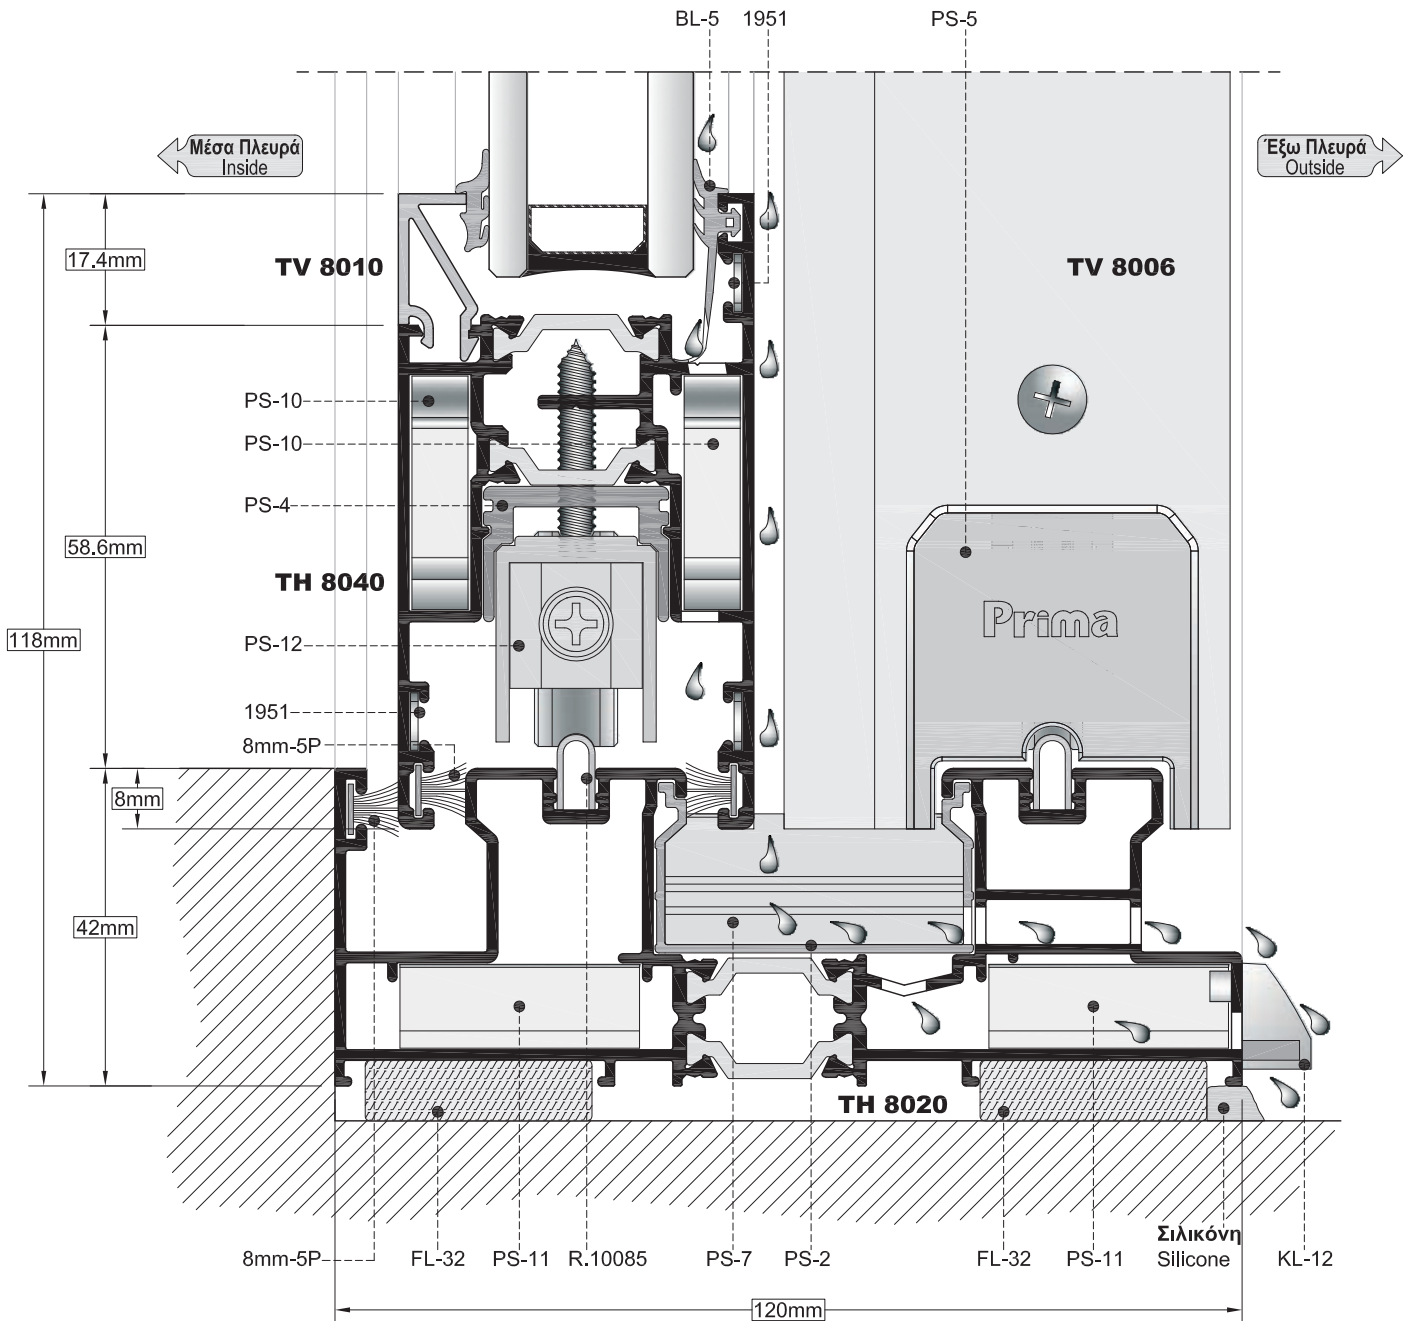 BL-5 1951 PS-5
Μέσα Πλευρά
Inside
Έξω Πλευρά
Outside
17.4mm
TV 8010
TV 8006
PS-10
PS-10
PS-4
58.6mm
TH 8040
Prima
118mm
PS-12
1951
8mm-5P
8mm
42mm
TH 8020
Σιλικόνη
8mm-5P FL-32 PS-11 R.10085 PS-7 PS-2 FL-32 PS-11 Silicone KL-12
120mm